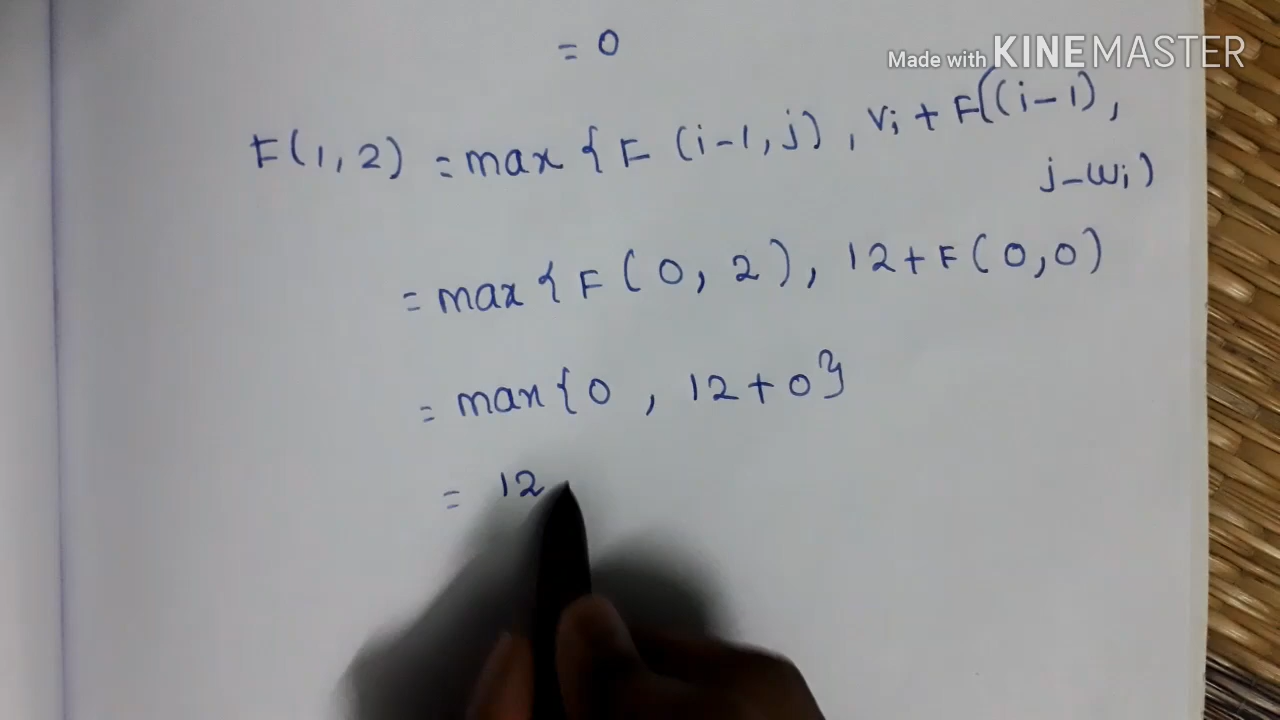 = 0
Made with KINEMASTER
F(1,2) = max { F (i-1, j) , Vi + F((i-1) ,
j-wi )
= max { F ( 0, 2 ) , 12 + F ( 0, 0 )
= max { 0 , 12 + 0 }
= 12